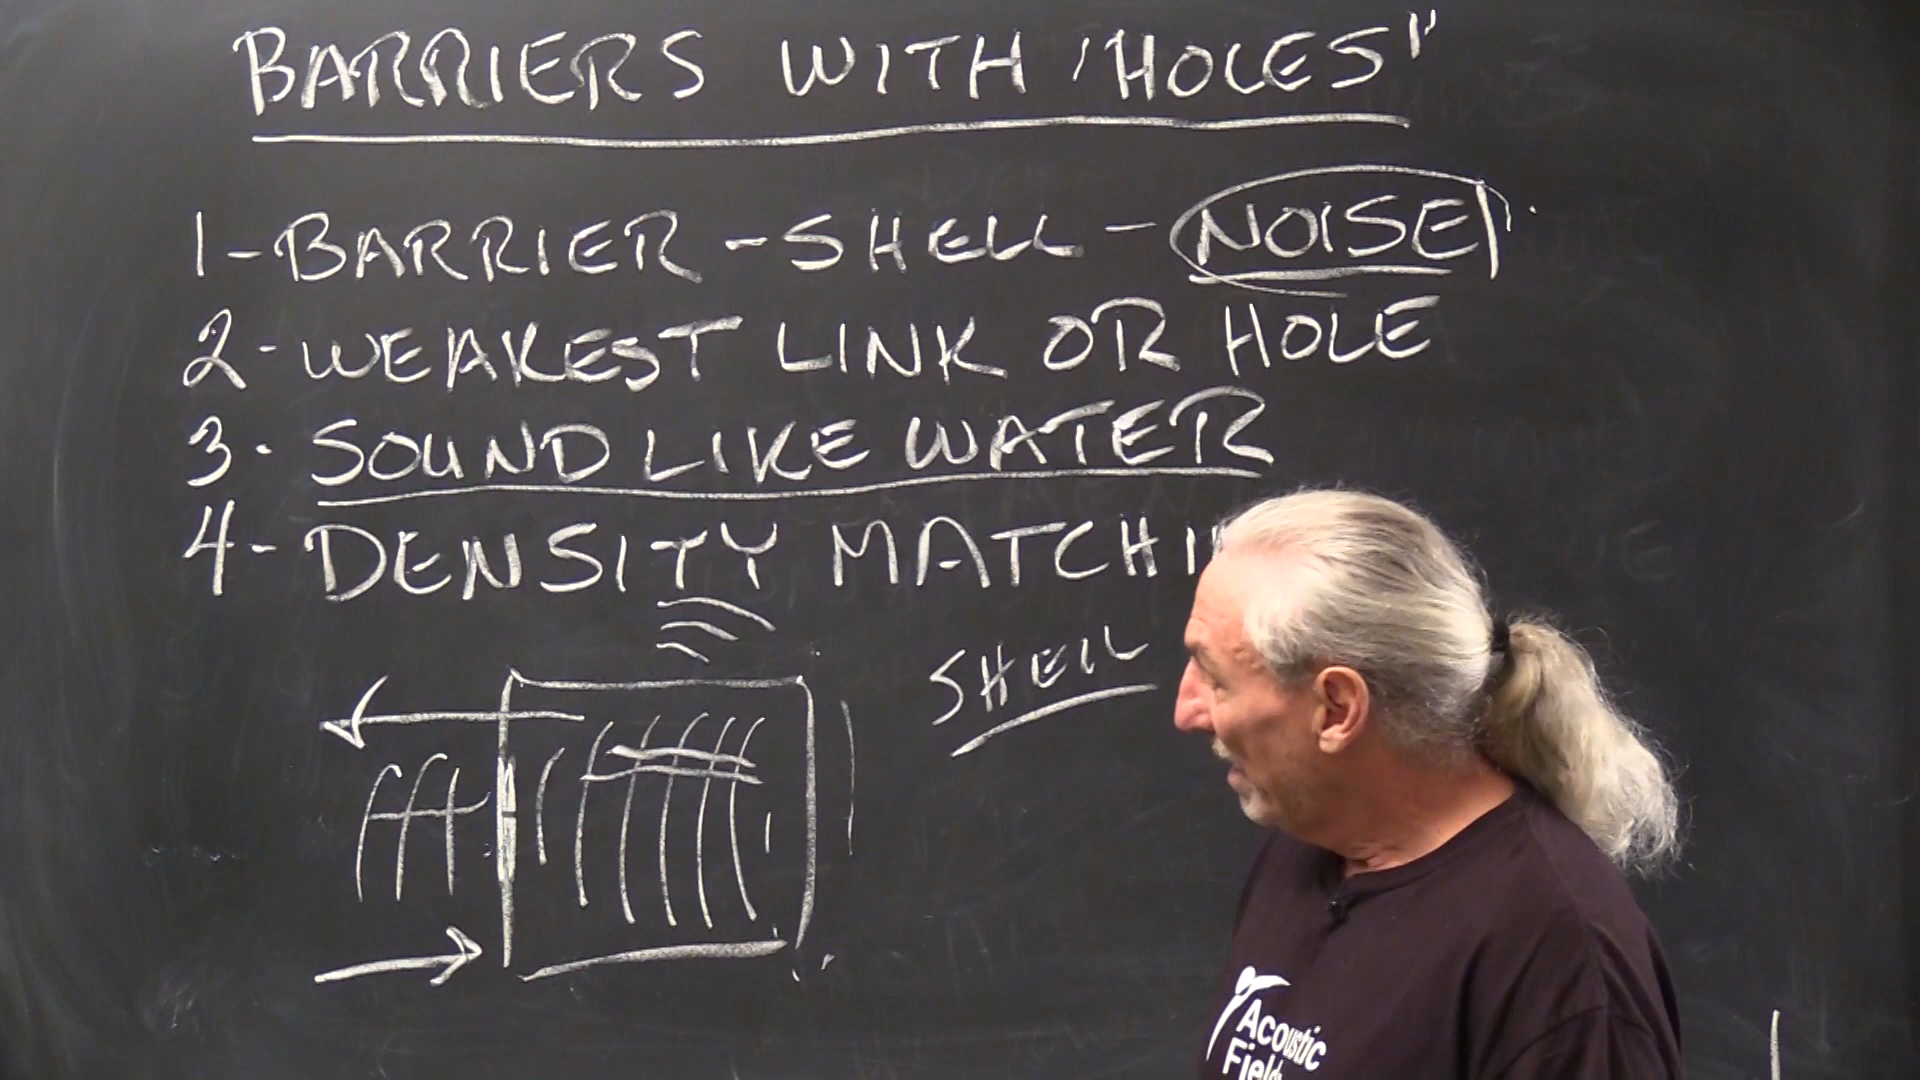 BARRIERS WITH "HOLES"
1-BARRIER-SHELL-NOISE
2-WEAKEST LINK OR HOLE
3-SOUND LIKE WATER
4-DENSITY MATCHI
SHELL
Acoustic
Field